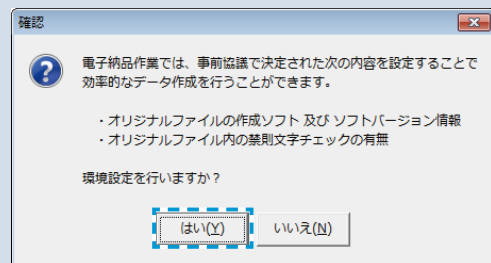 確認
電子納品作業では、事前協議で決定された次の内容を設定することで
効率的なデータ作成を行うことができます。
・オリジナルファイルの作成ソフト 及び ソフトバージョン情報
・オリジナルファイル内の禁則文字チェックの有無
環境設定を行いますか？
はい(Y) いいえ(N)